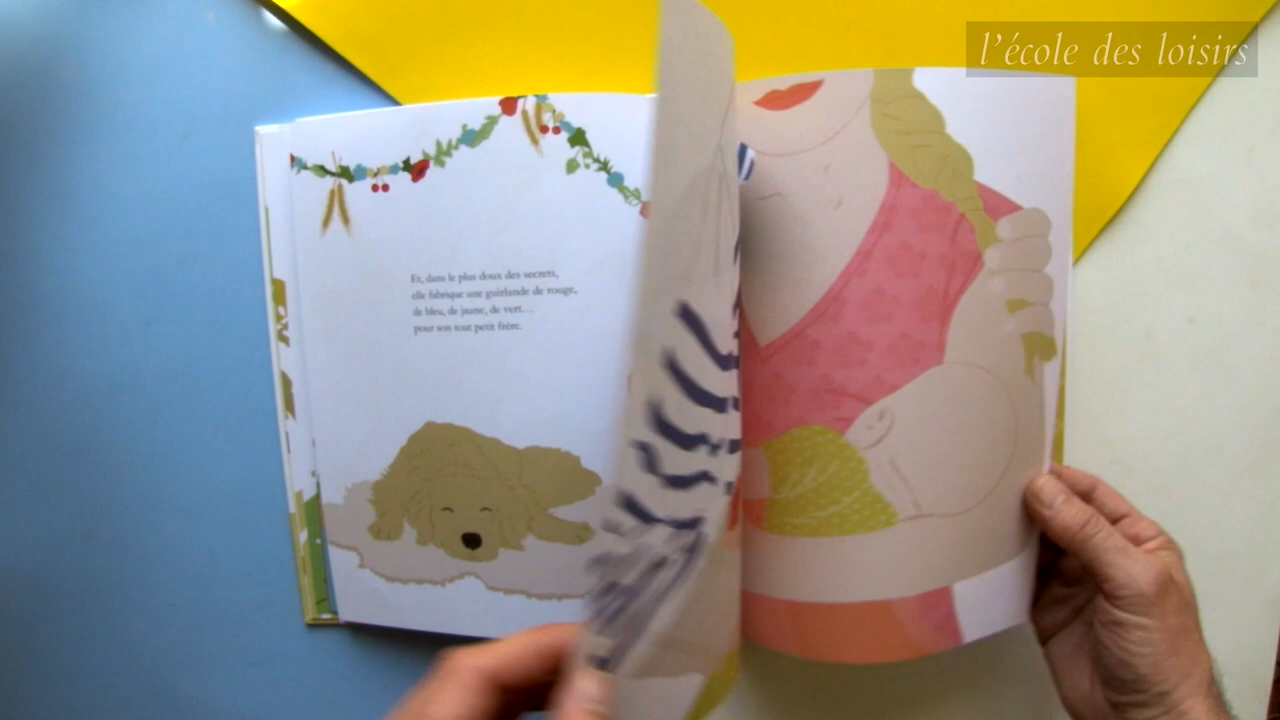 l'école des loisirs
Et, dans le plus doux des secrets,
elle fabrique une guirlande de rouge,
de bleu, de jaune, de vert…
pour son tout petit frère.